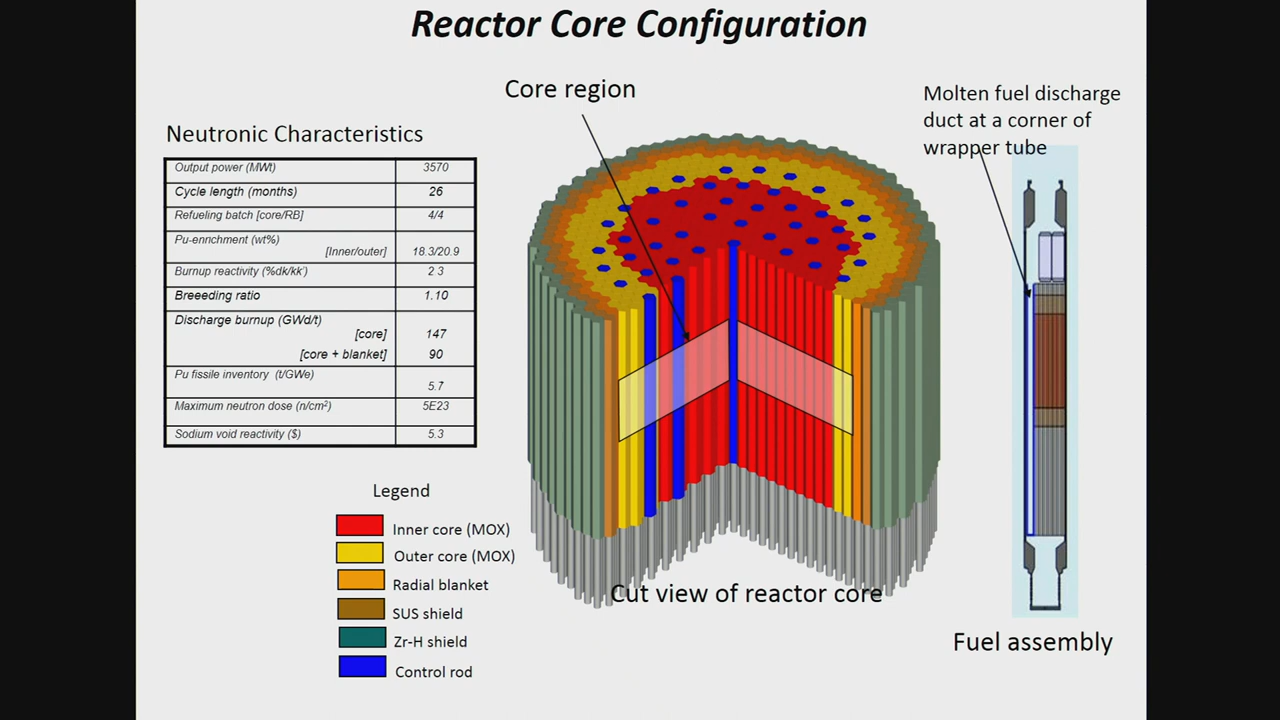 Reactor Core Configuration
Core region
Molten fuel discharge
duct at a corner of
wrapper tube
Neutronic Characteristics
Output power (MWt) 3570
Cycle length (months) 26
Refueling batch [core/RB] 4/4
Pu-enrichment (wt%)
[Inner/outer] 18.3/20.9
Burnup reactivity (%dk/kk') 2.3
Breeeding ratio 1.10
Discharge burnup (GWd/t)
[core] 147
[core + blanket] 90
Pu fissile inventory (t/GWe)
5.7
Maximum neutron dose (n/cm²) 5E23
Sodium void reactivity ($) 5.3
Legend
Inner core (MOX)
Outer core (MOX)
Radial blanket
SUS shield
Zr-H shield
Control rod
Cut view of reactor core
Fuel assembly